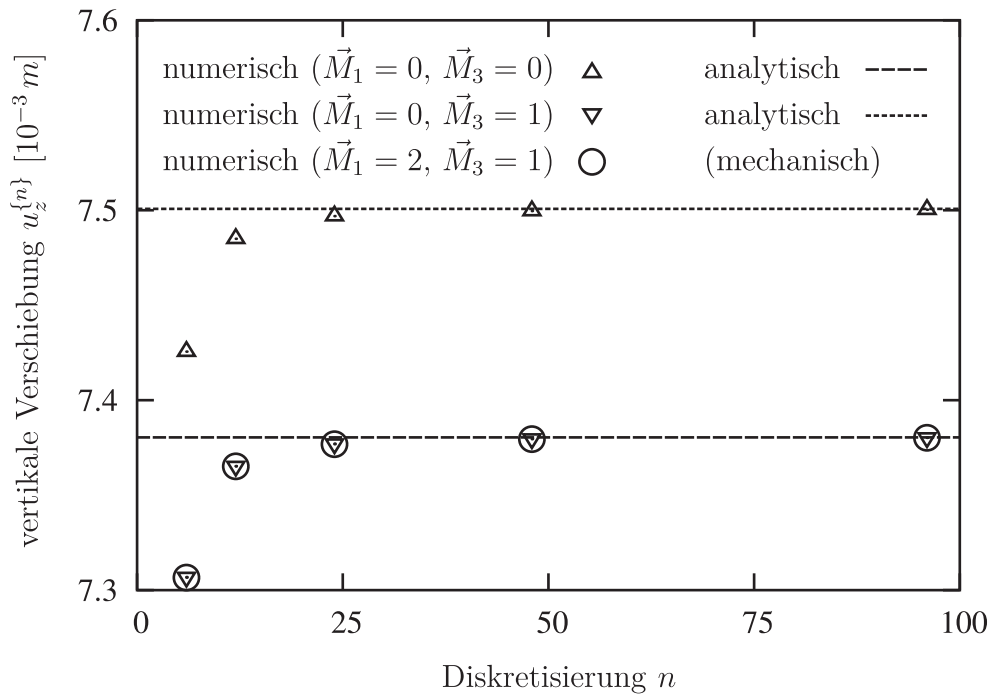 7.6
numerisch (M⃗₁ = 0, M⃗₃ = 0) △ analytisch
numerisch (M⃗₁ = 0, M⃗₃ = 1) ▽ analytisch
numerisch (M⃗₁ = 2, M⃗₃ = 1) ○ (mechanisch)
7.5
7.4
7.3
vertikale Verschiebung u_z^{n} [10⁻³ m]
0 25 50 75 100
Diskretisierung n